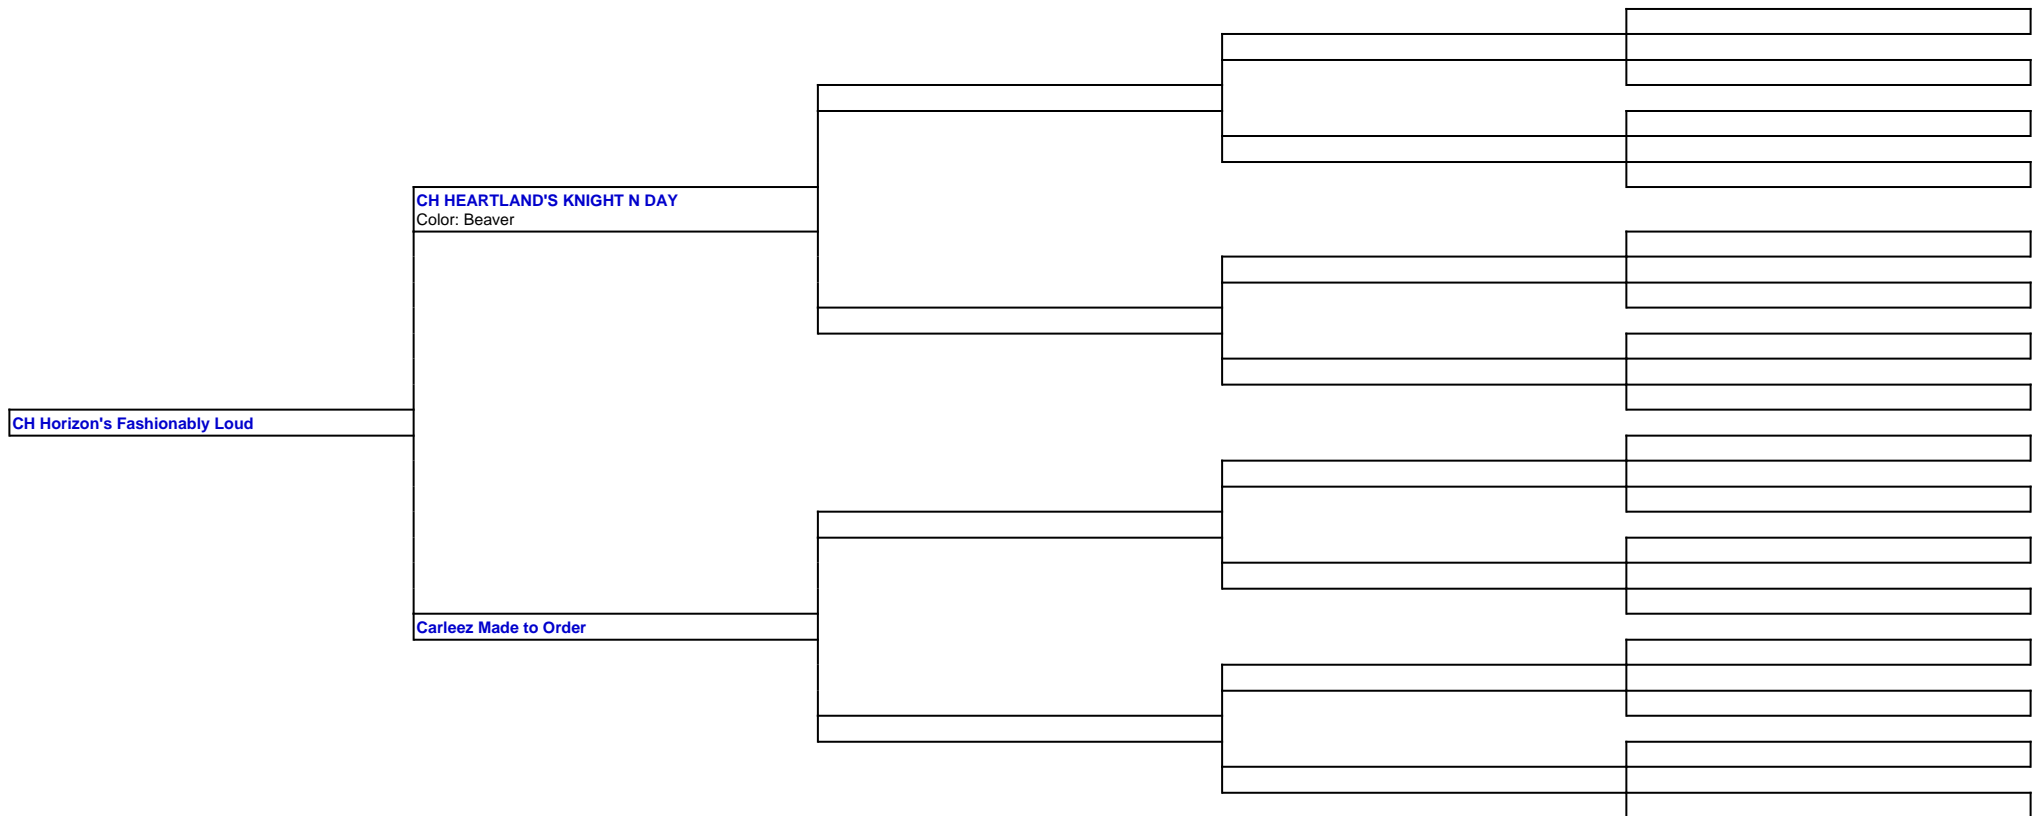 CH HEARTLAND'S KNIGHT N DAY
Color: Beaver
CH Horizon's Fashionably Loud
Carleez Made to Order